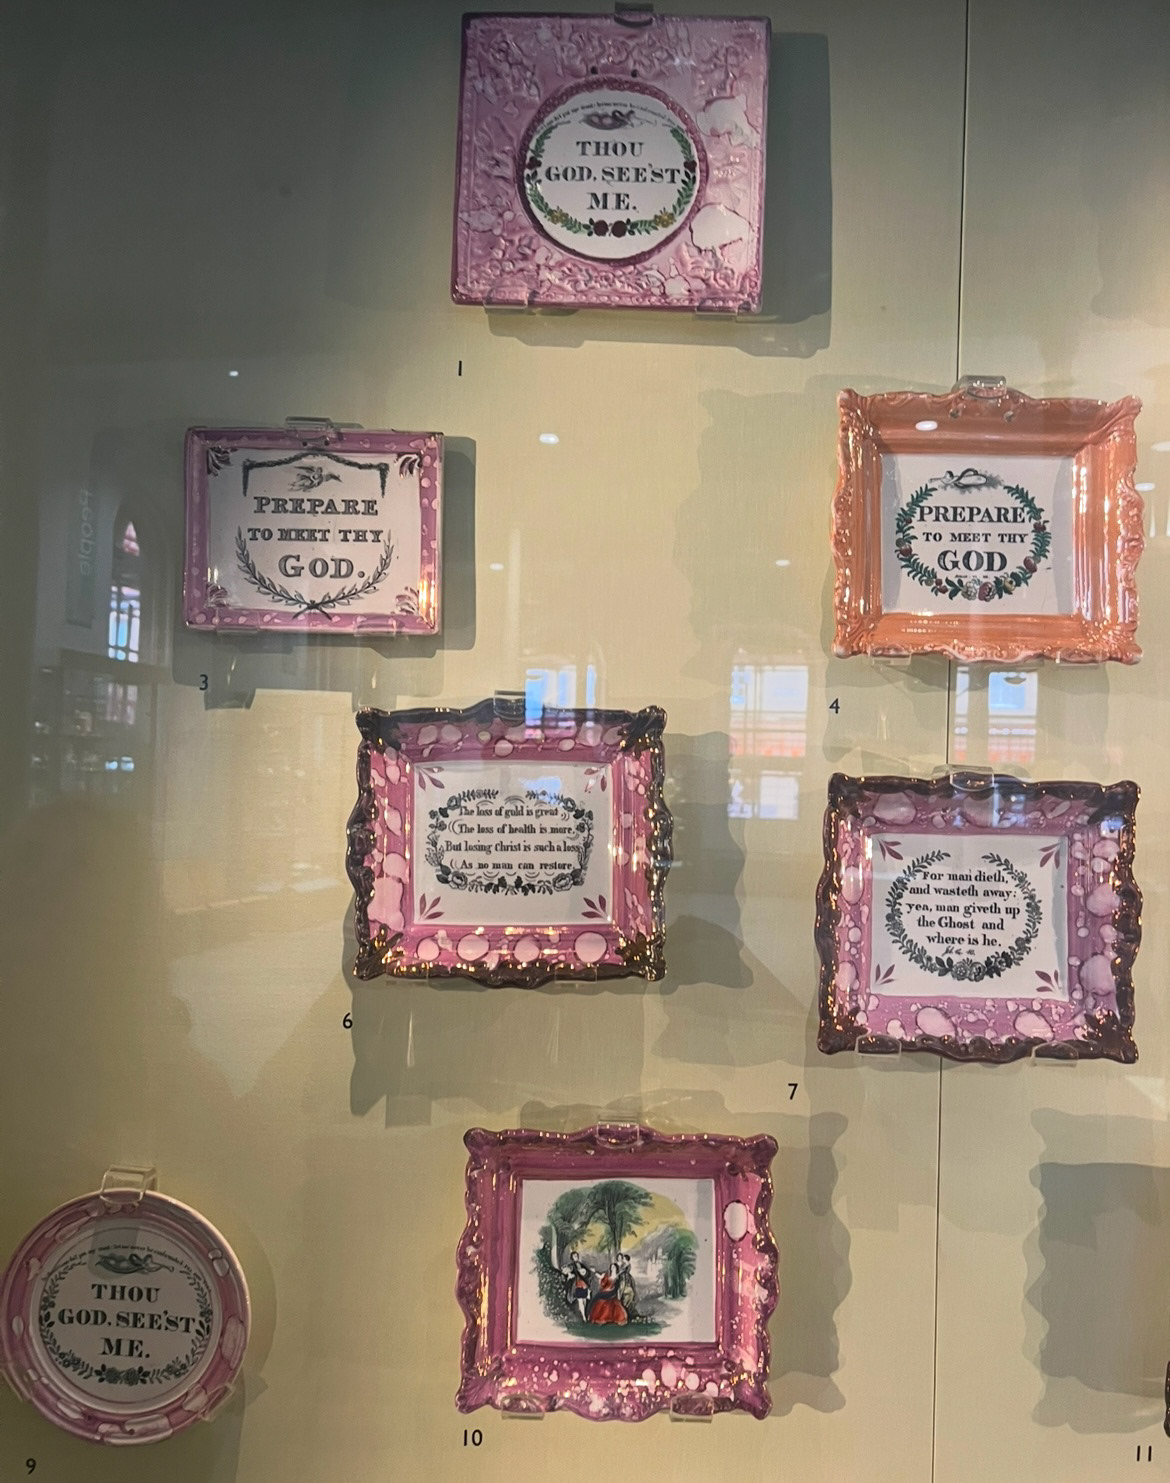 THOU
GOD, SEE'ST
ME.
1
PREPARE
TO MEET THY
GOD.
3
PREPARE
TO MEET THY
GOD
4
The loss of gold is great
The loss of health is more,
But losing Christ is such a loss
As no man can restore.
6
For man dieth,
and wasteth away:
yea, man giveth up
the Ghost and
where is he.
7
THOU
GOD, SEE'ST
ME.
9
10
11